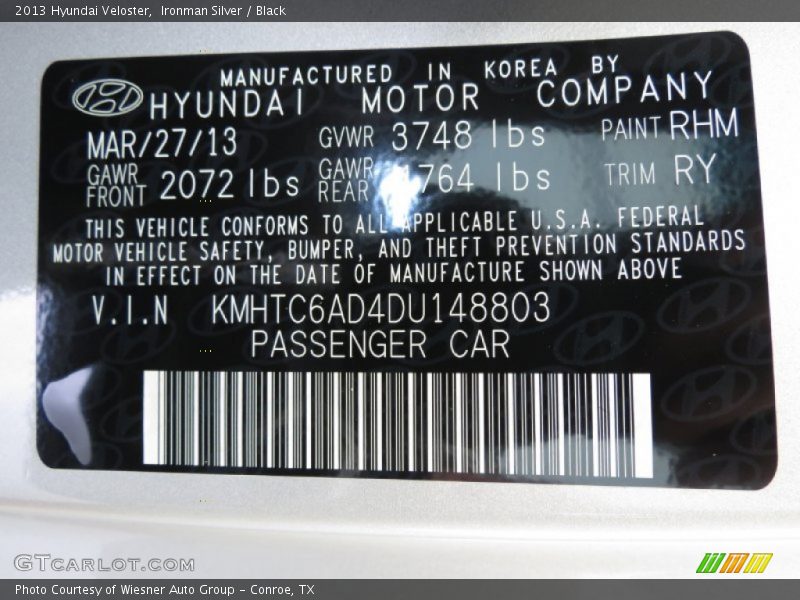 2013 Hyundai Veloster, Ironman Silver / Black
MANUFACTURED IN KOREA BY
HYUNDAI MOTOR COMPANY
MAR/27/13 GVWR 3748 lbs PAINT RHM
GAWR FRONT 2072 lbs GAWR REAR 764 lbs TRIM RY
THIS VEHICLE CONFORMS TO ALL APPLICABLE U.S.A. FEDERAL
MOTOR VEHICLE SAFETY, BUMPER, AND THEFT PREVENTION STANDARDS
IN EFFECT ON THE DATE OF MANUFACTURE SHOWN ABOVE
V.I.N KMHTC6AD4DU148803
PASSENGER CAR
GTCARLOT.COM
Photo Courtesy of Wiesner Auto Group - Conroe, TX